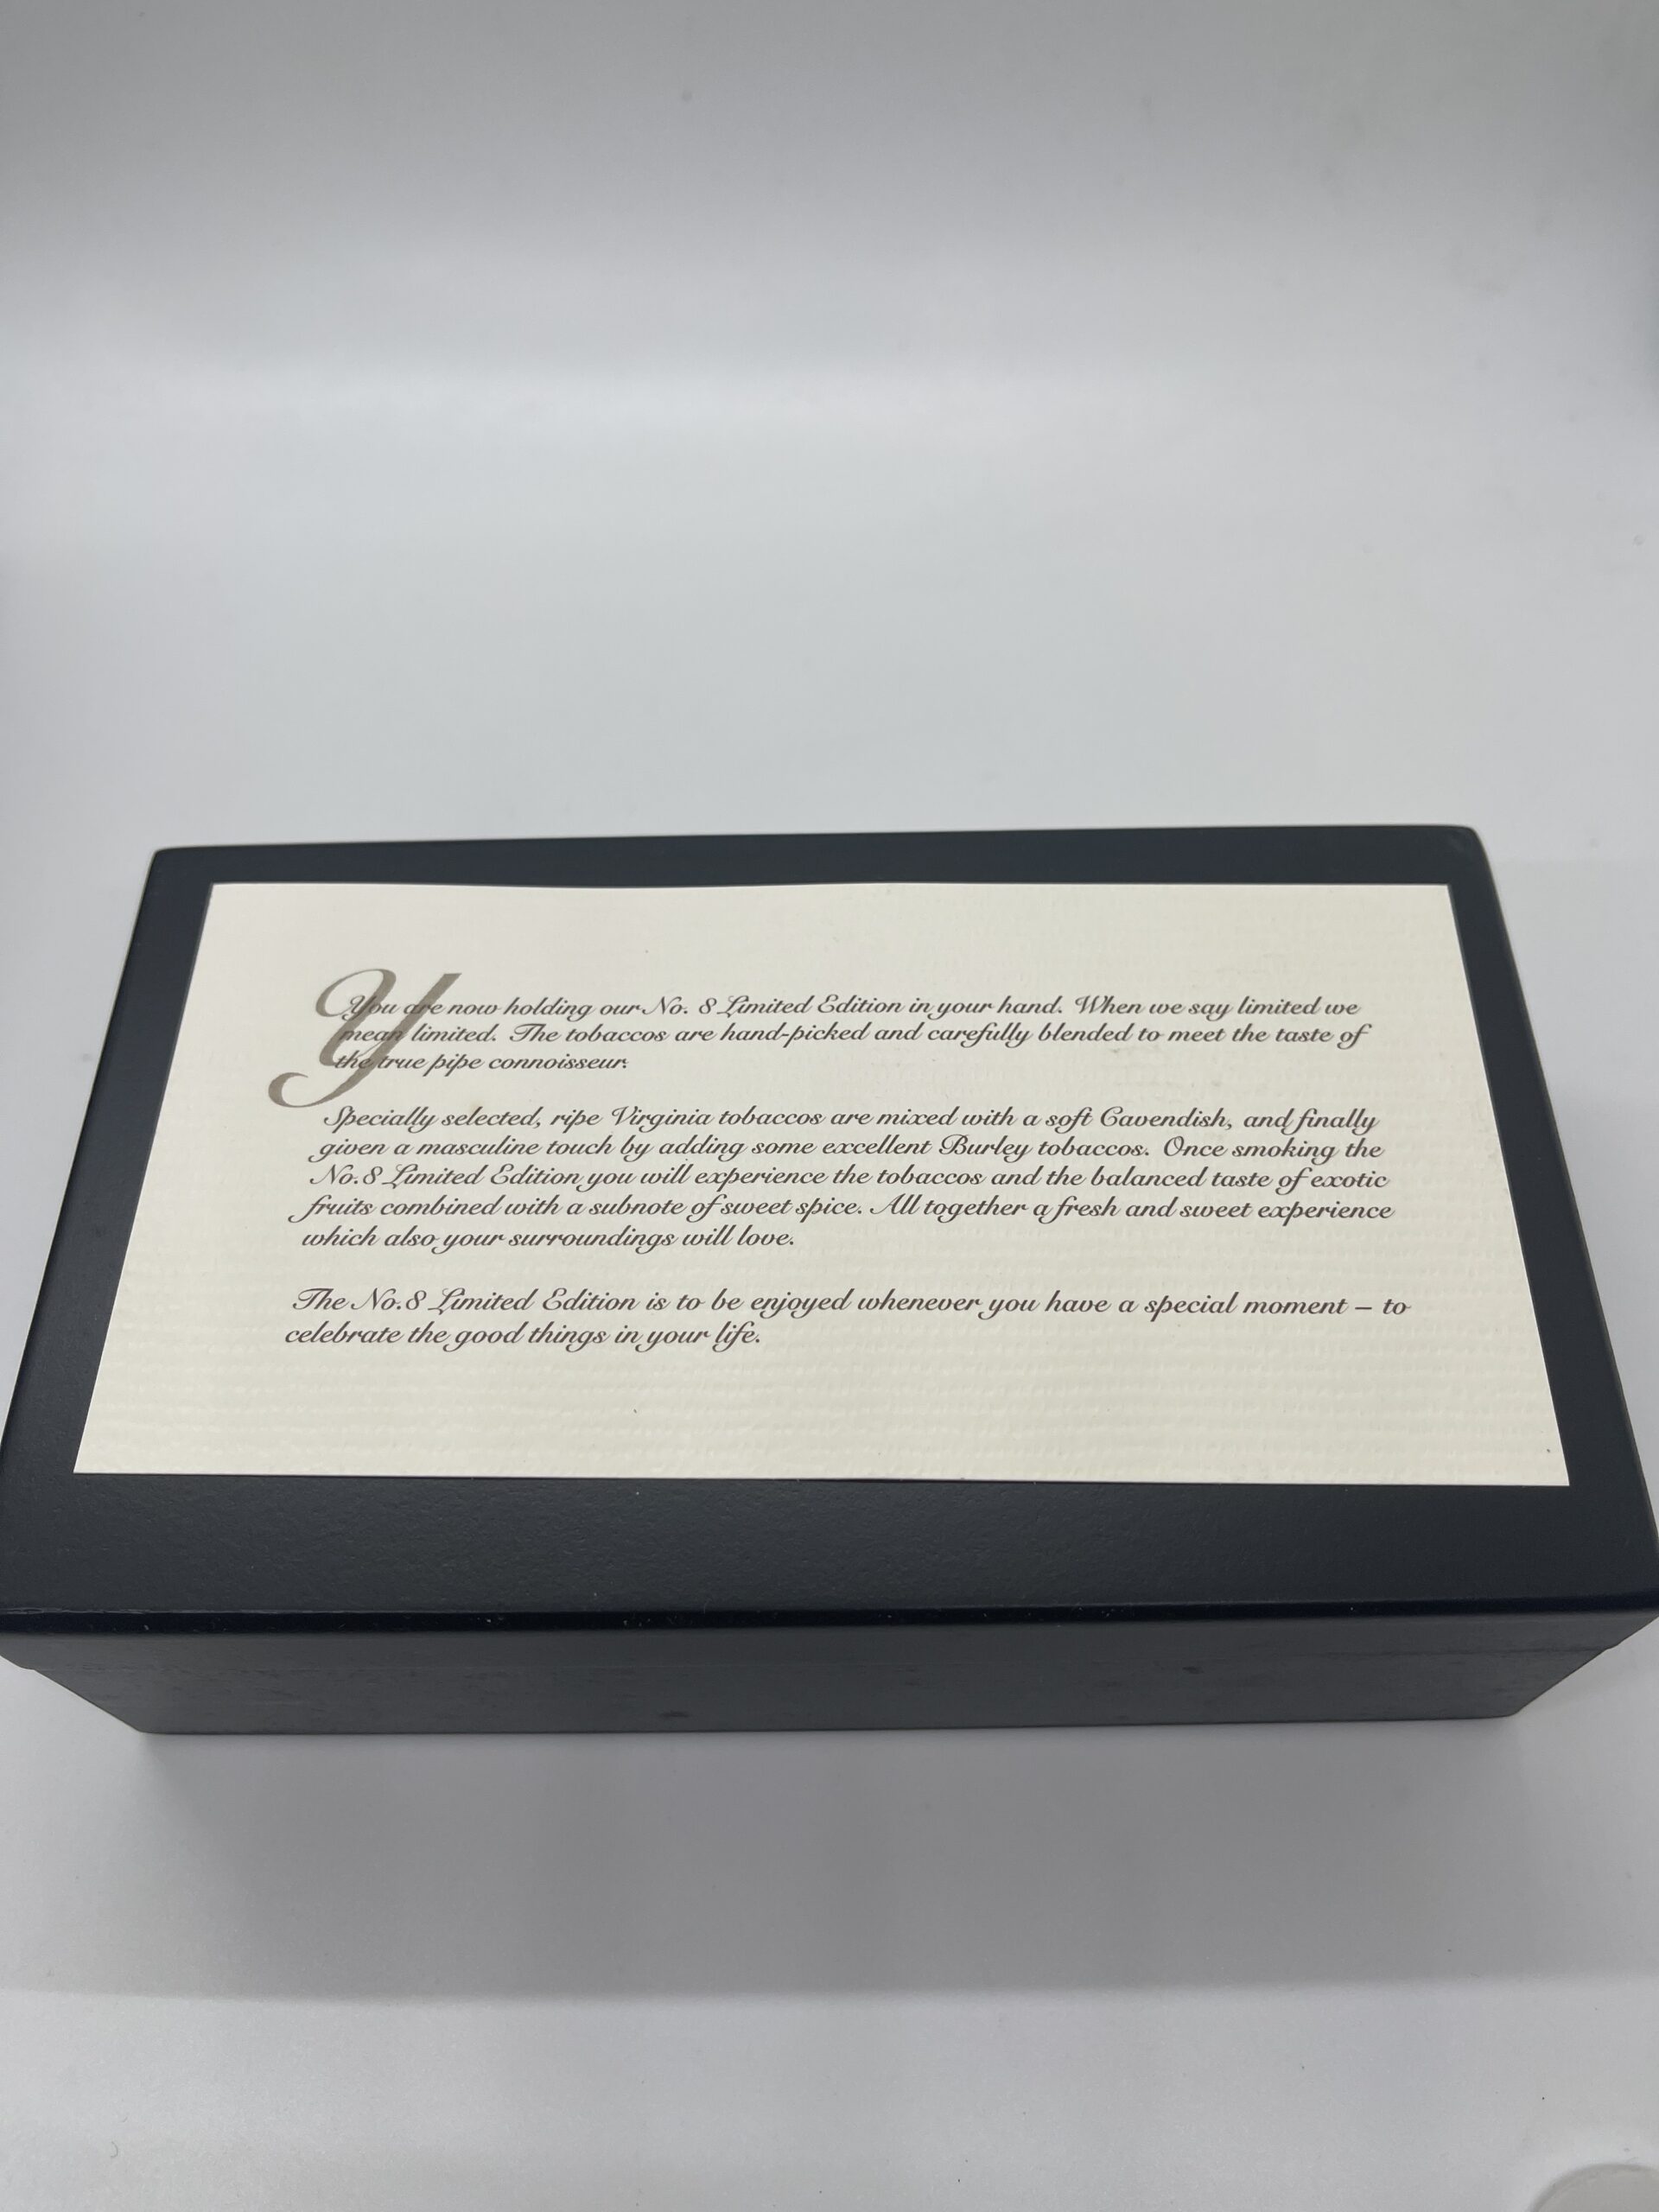 You are now holding our No. 8 Limited Edition in your hand. When we say limited we
mean limited. The tobaccos are hand-picked and carefully blended to meet the taste of
the true pipe connoisseur.
Specially selected, ripe Virginia tobaccos are mixed with a soft Cavendish, and finally
given a masculine touch by adding some excellent Burley tobaccos. Once smoking the
No.8 Limited Edition you will experience the tobaccos and the balanced taste of exotic
fruits combined with a subnote of sweet spice. All together a fresh and sweet experience
which also your surroundings will love.
The No.8 Limited Edition is to be enjoyed whenever you have a special moment – to
celebrate the good things in your life.